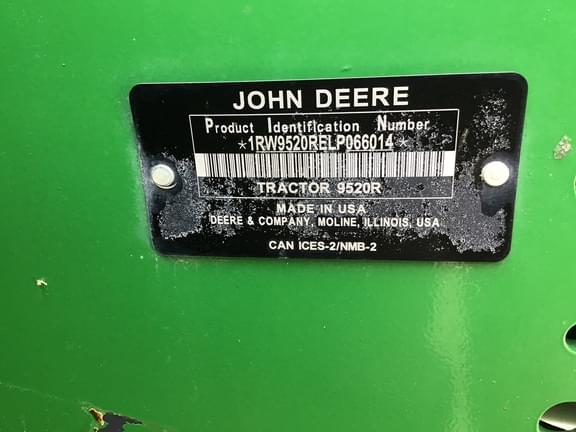 JOHN DEERE
Product Identification Number
*1RW9520RELP066014*
TRACTOR 9520R
MADE IN USA
DEERE & COMPANY, MOLINE, ILLINOIS, USA
CAN ICES-2/NMB-2